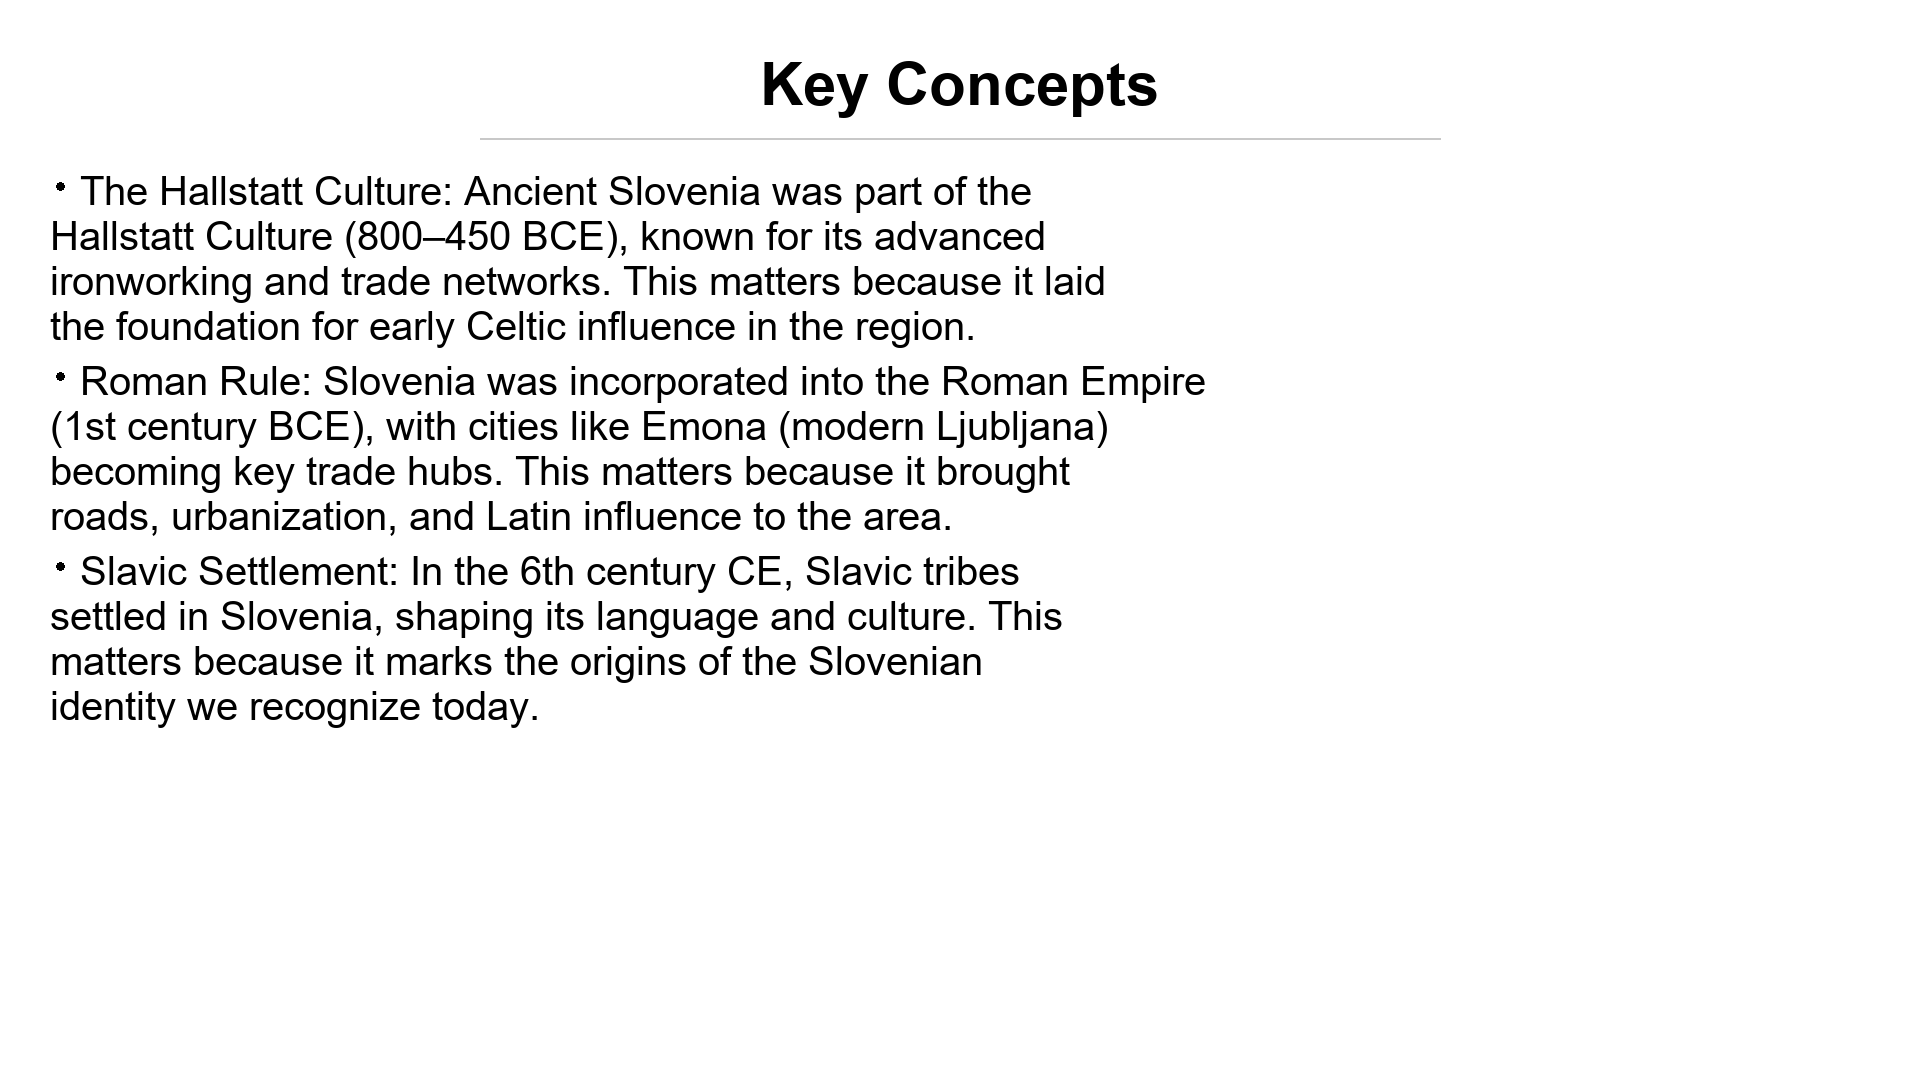 Key Concepts
• The Hallstatt Culture: Ancient Slovenia was part of the
Hallstatt Culture (800–450 BCE), known for its advanced
ironworking and trade networks. This matters because it laid
the foundation for early Celtic influence in the region.
• Roman Rule: Slovenia was incorporated into the Roman Empire
(1st century BCE), with cities like Emona (modern Ljubljana)
becoming key trade hubs. This matters because it brought
roads, urbanization, and Latin influence to the area.
• Slavic Settlement: In the 6th century CE, Slavic tribes
settled in Slovenia, shaping its language and culture. This
matters because it marks the origins of the Slovenian
identity we recognize today.